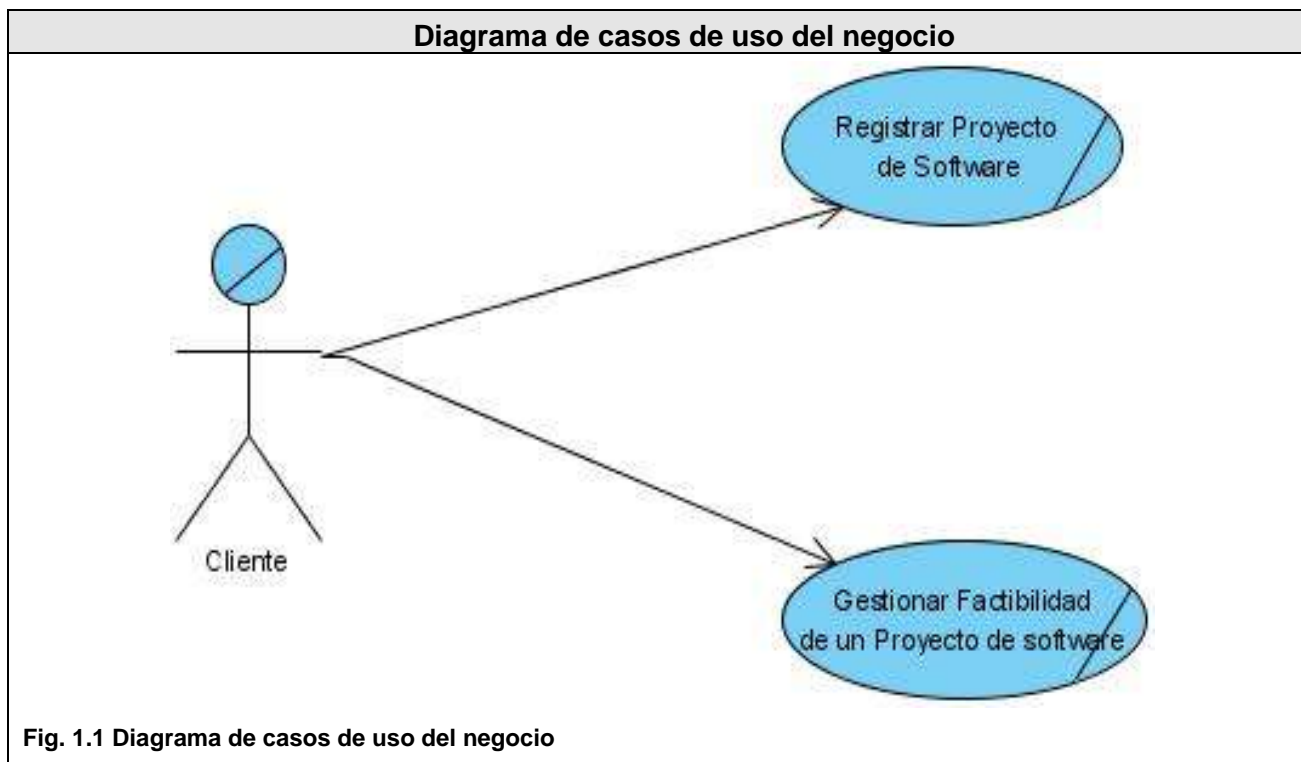 Diagrama de casos de uso del negocio
Registrar Proyecto
de Software
Cliente
Gestionar Factibilidad
de un Proyecto de software
Fig. 1.1 Diagrama de casos de uso del negocio